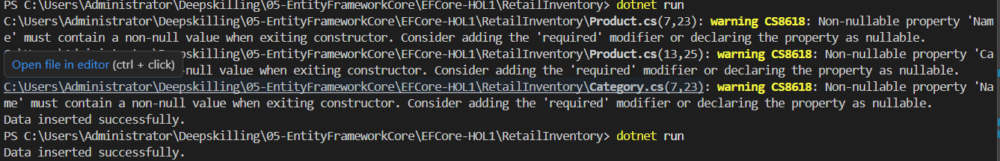 PS C:\Users\Administrator\Deepskilling\05-EntityFrameworkCore\EFCore-HOL1\RetailInventory> dotnet run
C:\Users\Administrator\Deepskilling\05-EntityFrameworkCore\EFCore-HOL1\RetailInventory\Product.cs(7,23): warning CS8618: Non-nullable property 'Nam
e' must contain a non-null value when exiting constructor. Consider adding the 'required' modifier or declaring the property as nullable.
C:\Users\Administrator\Deepskilling\05-EntityFrameworkCore\EFCore-HOL1\RetailInventory\Product.cs(13,25): warning CS8618: Non-nullable property 'Ca
Open file in editor (ctrl + click)
-null value when exiting constructor. Consider adding the 'required' modifier or declaring the property as nullable.
C:\Users\Administrator\Deepskilling\05-EntityFrameworkCore\EFCore-HOL1\RetailInventory\Category.cs(7,23): warning CS8618: Non-nullable property 'Na
me' must contain a non-null value when exiting constructor. Consider adding the 'required' modifier or declaring the property as nullable.
Data inserted successfully.
PS C:\Users\Administrator\Deepskilling\05-EntityFrameworkCore\EFCore-HOL1\RetailInventory> dotnet run
Data inserted successfully.